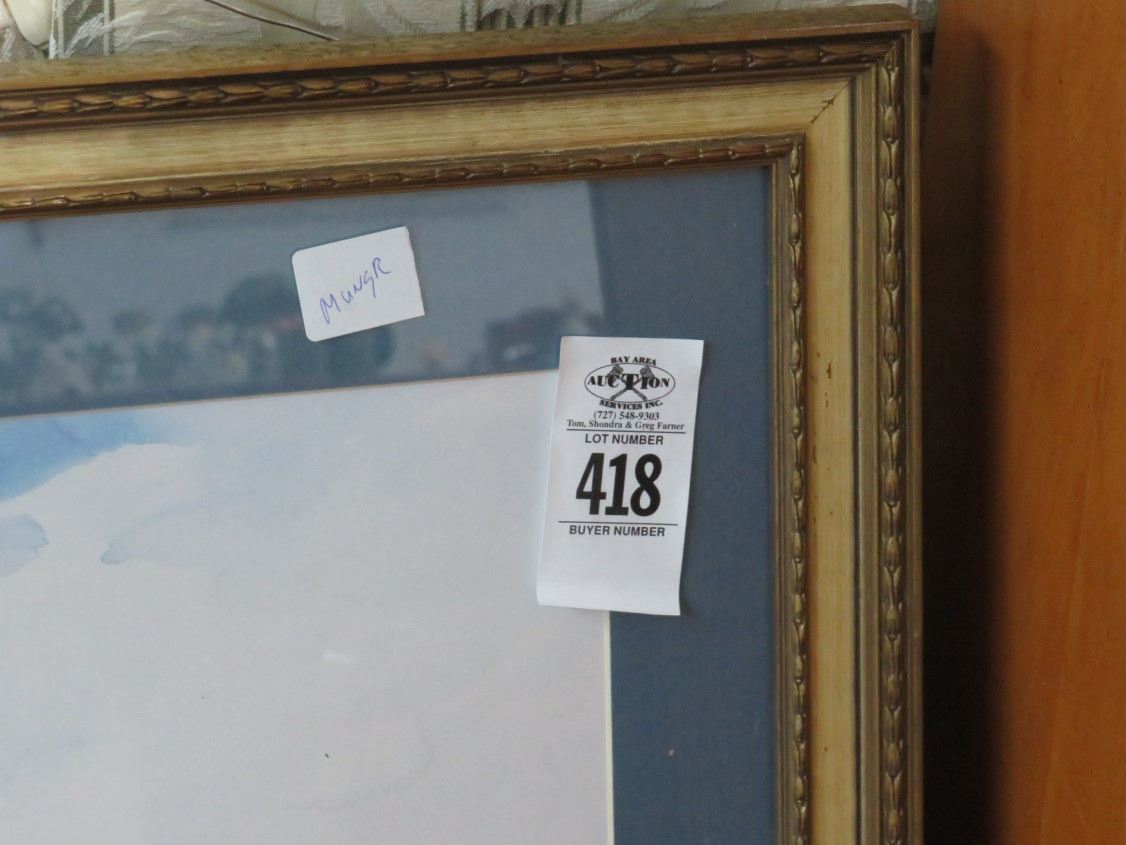 MungR
BAY AREA
AUCTION
SERVICES INC.
(727) 548-9303
Tom, Shondra & Greg Farner
LOT NUMBER
418
BUYER NUMBER